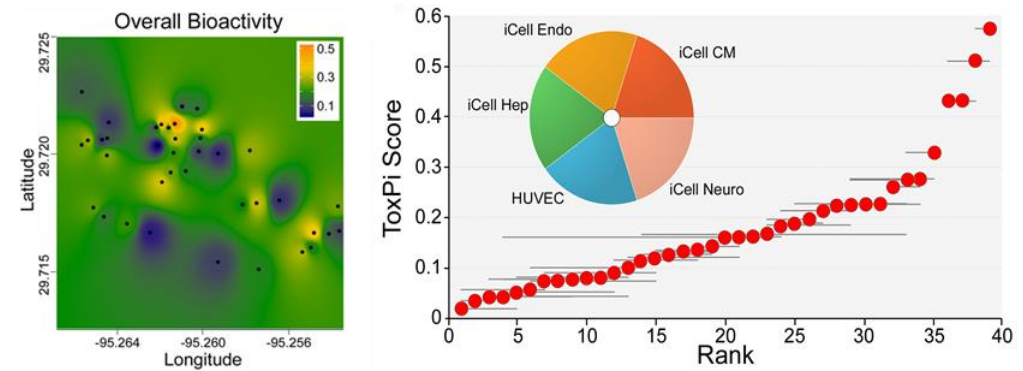 Overall Bioactivity
0.5
0.3
0.1
29.725
29.720
29.715
Latitude
-95.264
-95.260
-95.256
Longitude
0.6
0.5
0.4
0.3
0.2
0.1
0
ToxPi Score
iCell Endo
iCell CM
iCell Hep
HUVEC
iCell Neuro
0
5
10
15
20
25
30
35
40
Rank